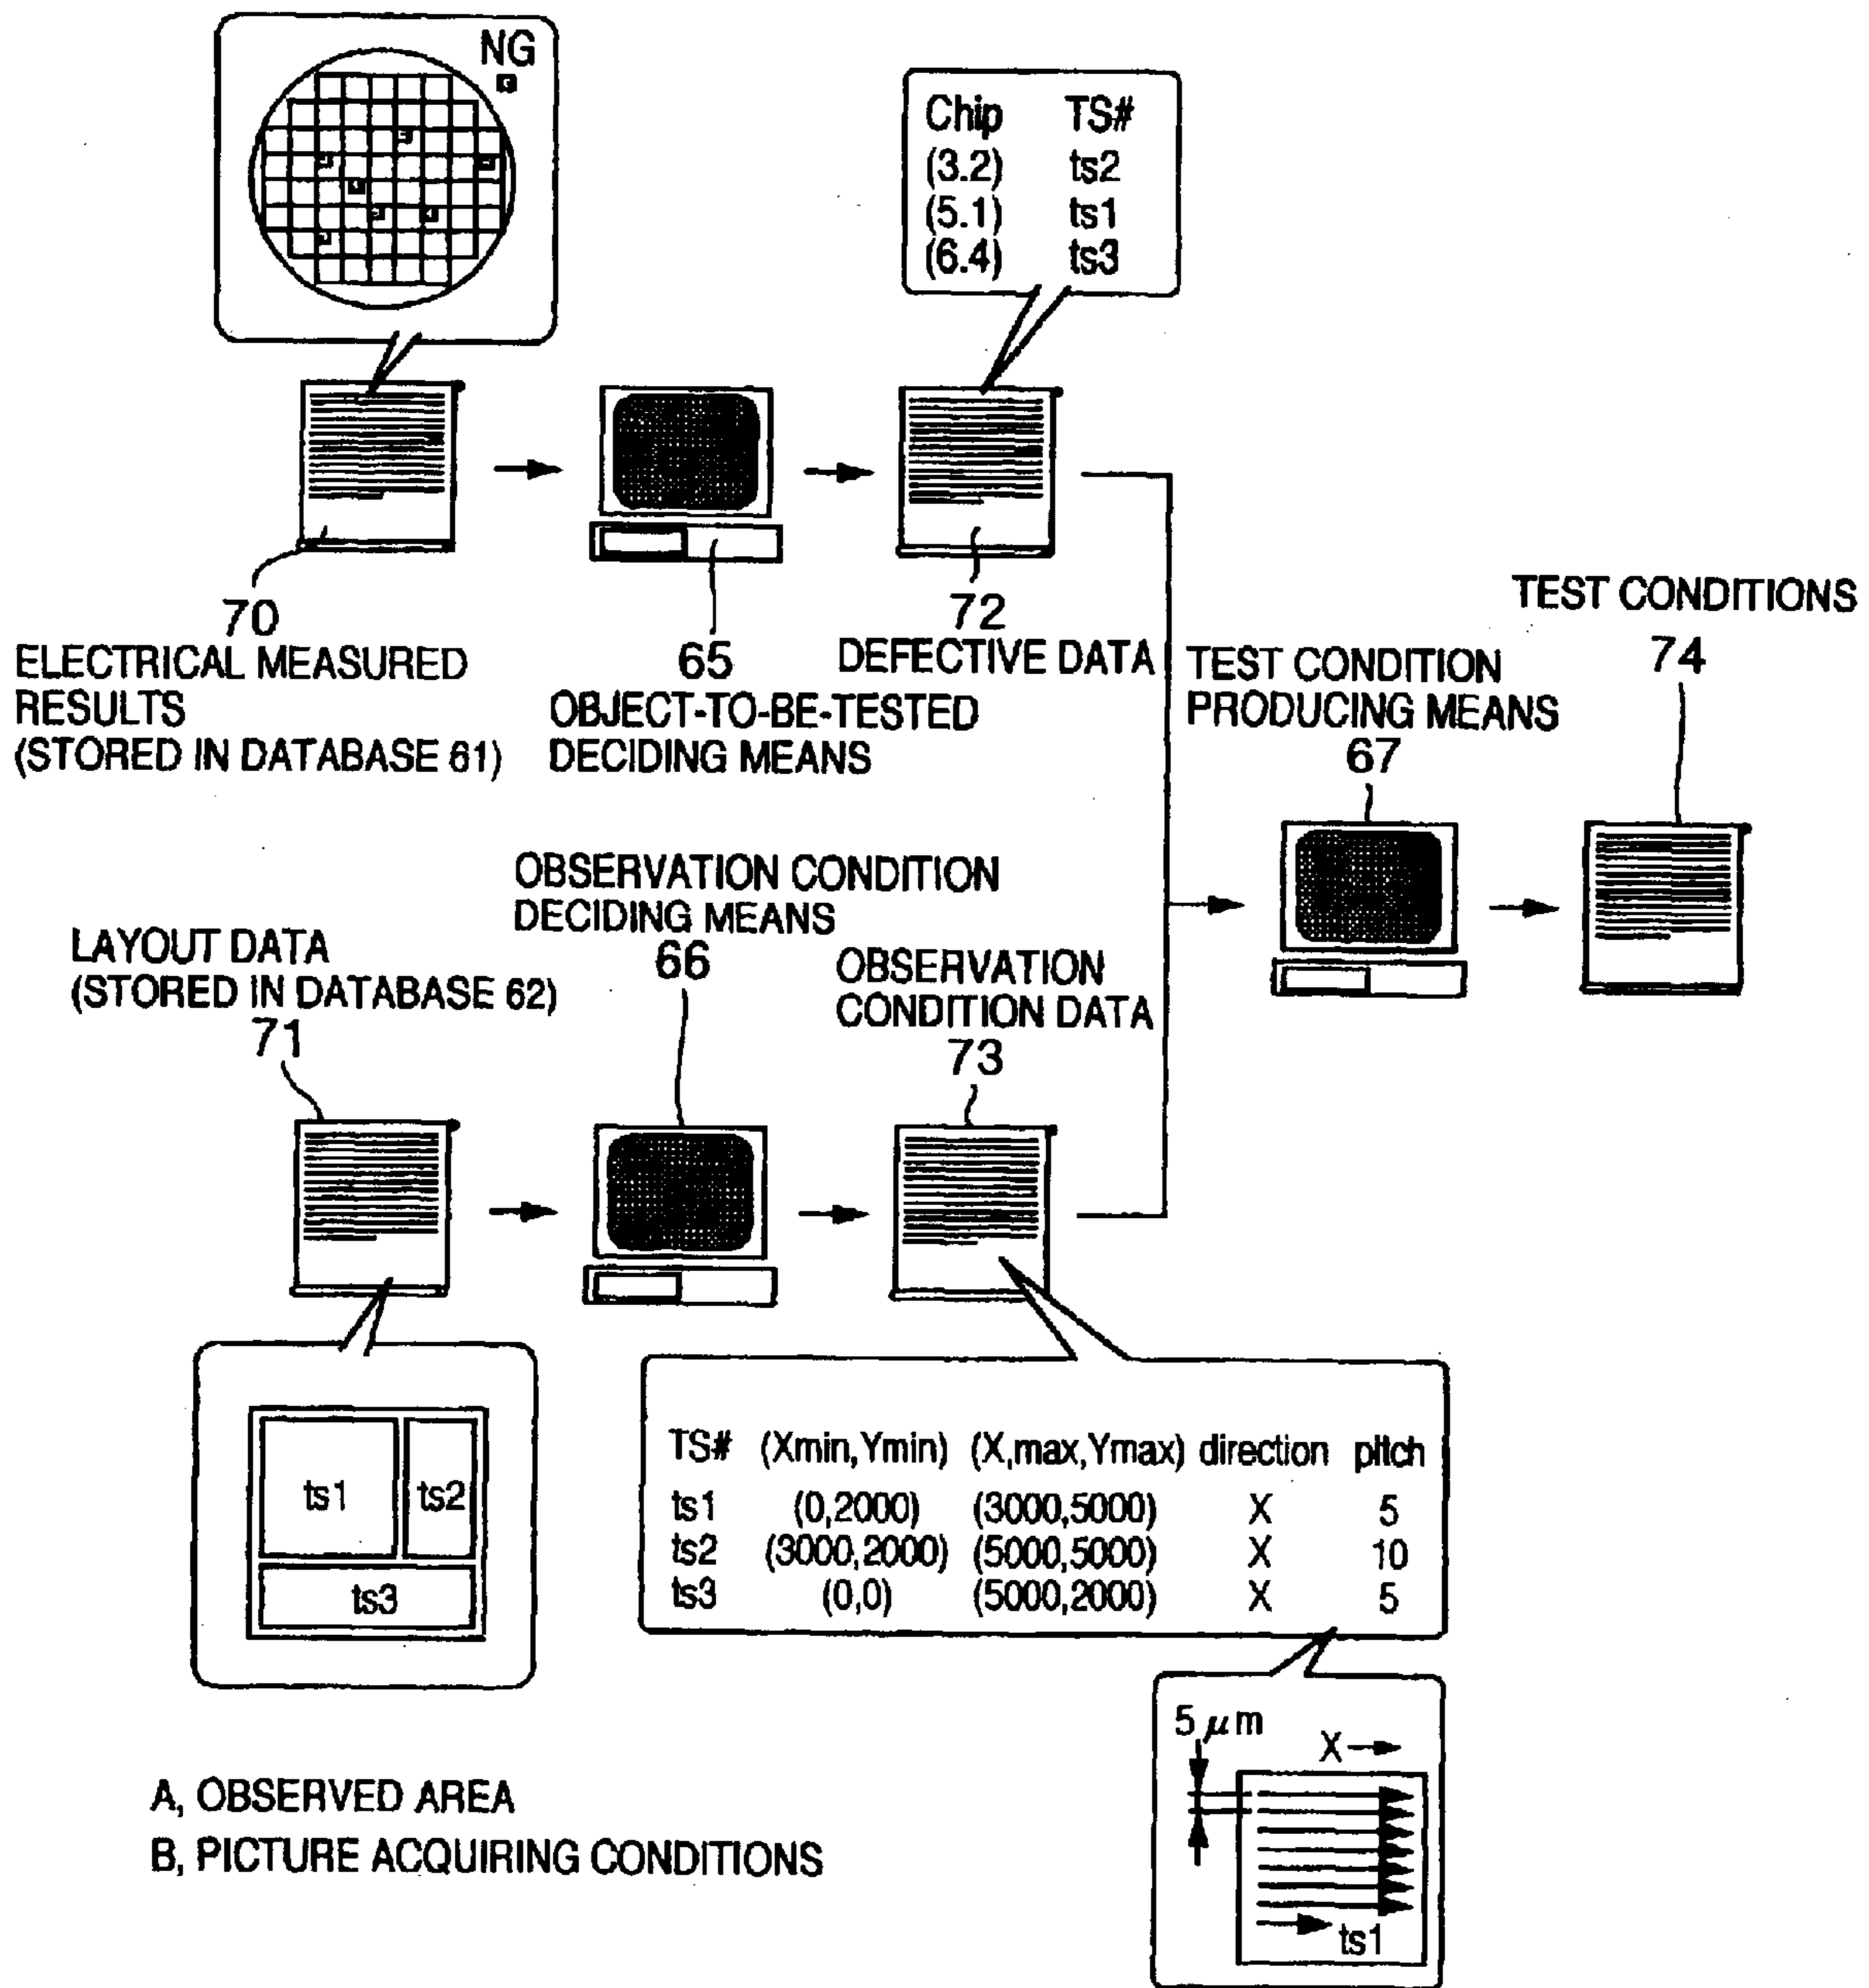 NG
Chip TS#
(3.2) ts2
(5.1) ts1
(6.4) ts3
70
ELECTRICAL MEASURED
RESULTS
(STORED IN DATABASE 61)
65
OBJECT-TO-BE-TESTED
DECIDING MEANS
72
DEFECTIVE DATA
TEST CONDITION
PRODUCING MEANS
67
TEST CONDITIONS
74
LAYOUT DATA
(STORED IN DATABASE 62)
71
OBSERVATION CONDITION
DECIDING MEANS
66
OBSERVATION
CONDITION DATA
73
ts1 ts2
ts3
TS# (Xmin,Ymin) (X,max,Ymax) direction pitch
ts1 (0,2000) (3000,5000) X 5
ts2 (3000,2000) (5000,5000) X 10
ts3 (0,0) (5000,2000) X 5
5 μm
X
ts1
A, OBSERVED AREA
B, PICTURE ACQUIRING CONDITIONS